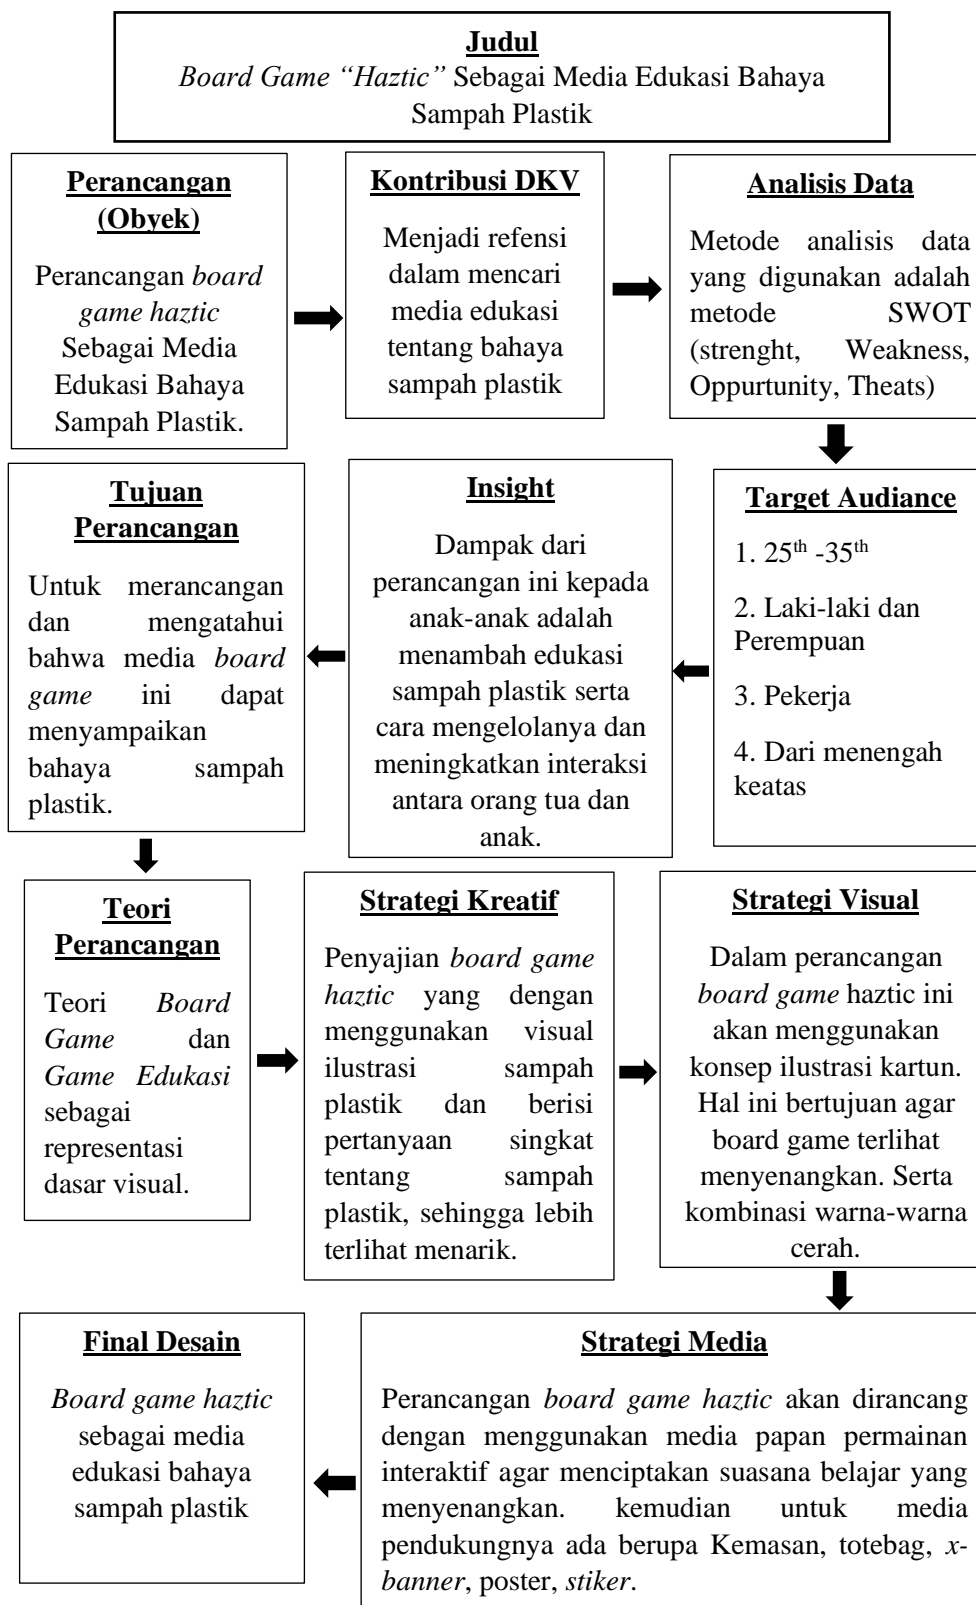 Judul
Board Game “Haztic” Sebagai Media Edukasi Bahaya
Sampah Plastik
Perancangan
(Obyek)
Perancangan board
game haztic
Sebagai Media
Edukasi Bahaya
Sampah Plastik.
Kontribusi DKV
Menjadi refensi
dalam mencari
media edukasi
tentang bahaya
sampah plastik
Analisis Data
Metode analisis data
yang digunakan adalah
metode SWOT
(strenght, Weakness,
Oppurtunity, Theats)
Target Audiance
1. 25th -35th
2. Laki-laki dan
Perempuan
3. Pekerja
4. Dari menengah
keatas
Insight
Dampak dari
perancangan ini kepada
anak-anak adalah
menambah edukasi
sampah plastik serta
cara mengelolanya dan
meningkatkan interaksi
antara orang tua dan
anak.
Tujuan
Perancangan
Untuk merancangan
dan mengatahui
bahwa media board
game ini dapat
menyampaikan
bahaya sampah
plastik.
Teori
Perancangan
Teori Board
Game dan
Game Edukasi
sebagai
representasi
dasar visual.
Strategi Kreatif
Penyajian board game
haztic yang dengan
menggunakan visual
ilustrasi sampah
plastik dan berisi
pertanyaan singkat
tentang sampah
plastik, sehingga lebih
terlihat menarik.
Strategi Visual
Dalam perancangan
board game haztic ini
akan menggunakan
konsep ilustrasi kartun.
Hal ini bertujuan agar
board game terlihat
menyenangkan. Serta
kombinasi warna-warna
cerah.
Strategi Media
Perancangan board game haztic akan dirancang
dengan menggunakan media papan permainan
interaktif agar menciptakan suasana belajar yang
menyenangkan. kemudian untuk media
pendukungnya ada berupa Kemasan, totebag, x-
banner, poster, stiker.
Final Desain
Board game haztic
sebagai media
edukasi bahaya
sampah plastik